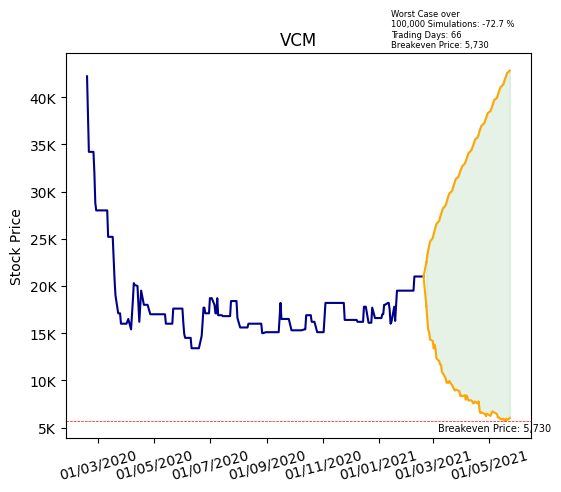 Worst Case over
100,000 Simulations: -72.7 %
Trading Days: 66
Breakeven Price: 5,730
VCM
Stock Price
40K
35K
30K
25K
20K
15K
10K
5K
Breakeven Price: 5,730
01/03/2020
01/05/2020
01/07/2020
01/09/2020
01/11/2020
01/01/2021
01/03/2021
01/05/2021